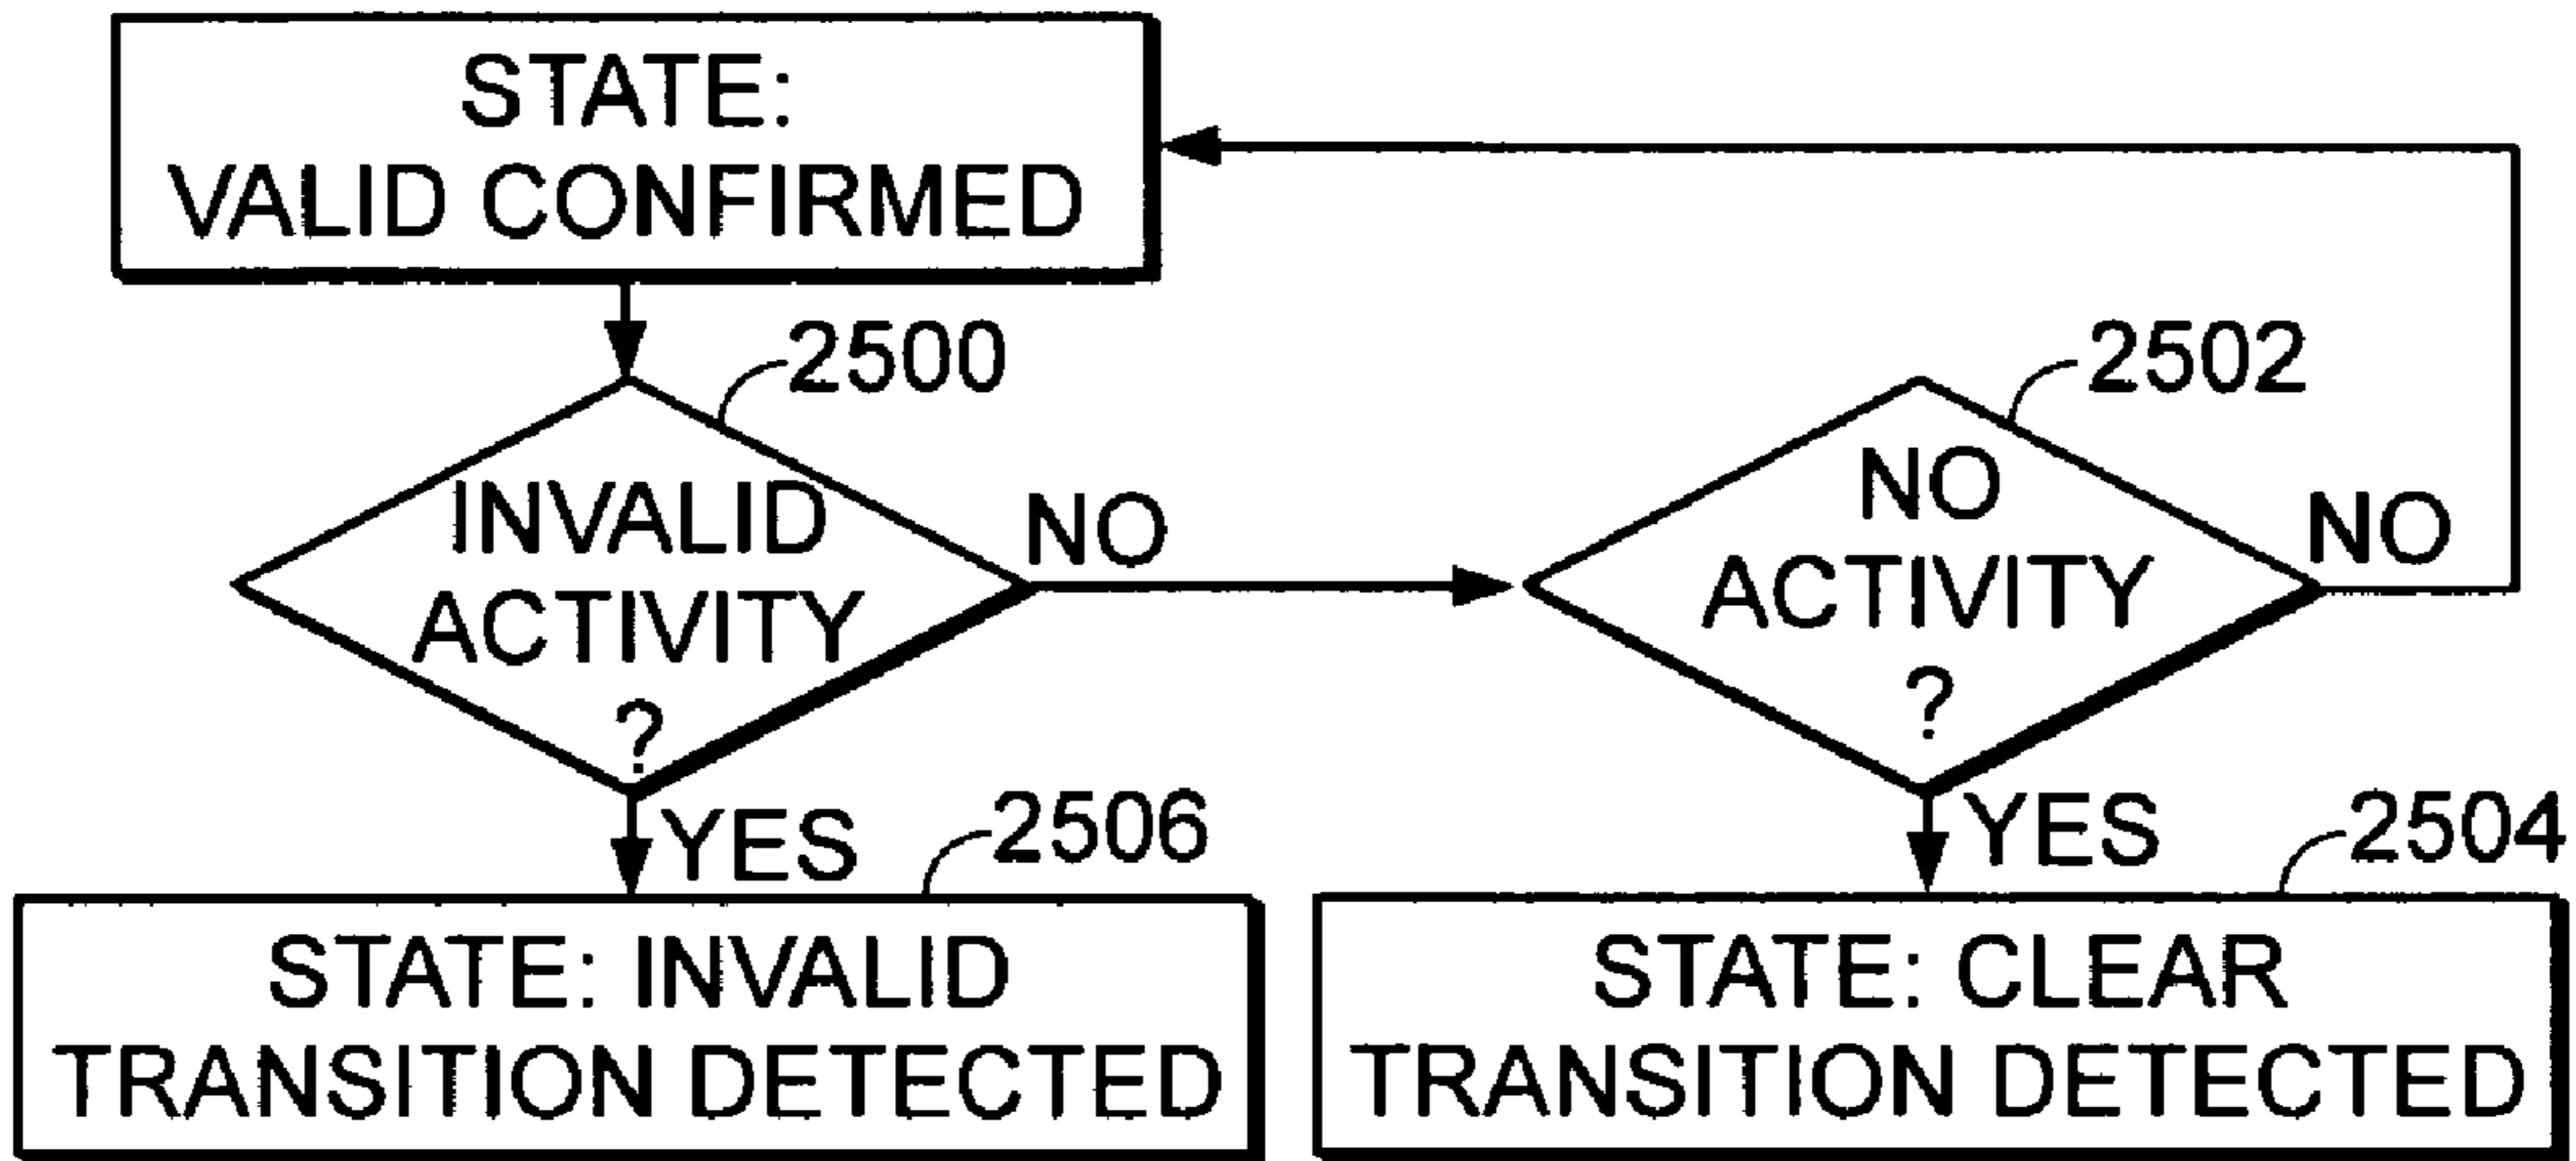 STATE:
VALID CONFIRMED
2500
INVALID
ACTIVITY
?
NO
2502
NO
ACTIVITY
?
NO
YES
2506
STATE: INVALID
TRANSITION DETECTED
YES
2504
STATE: CLEAR
TRANSITION DETECTED